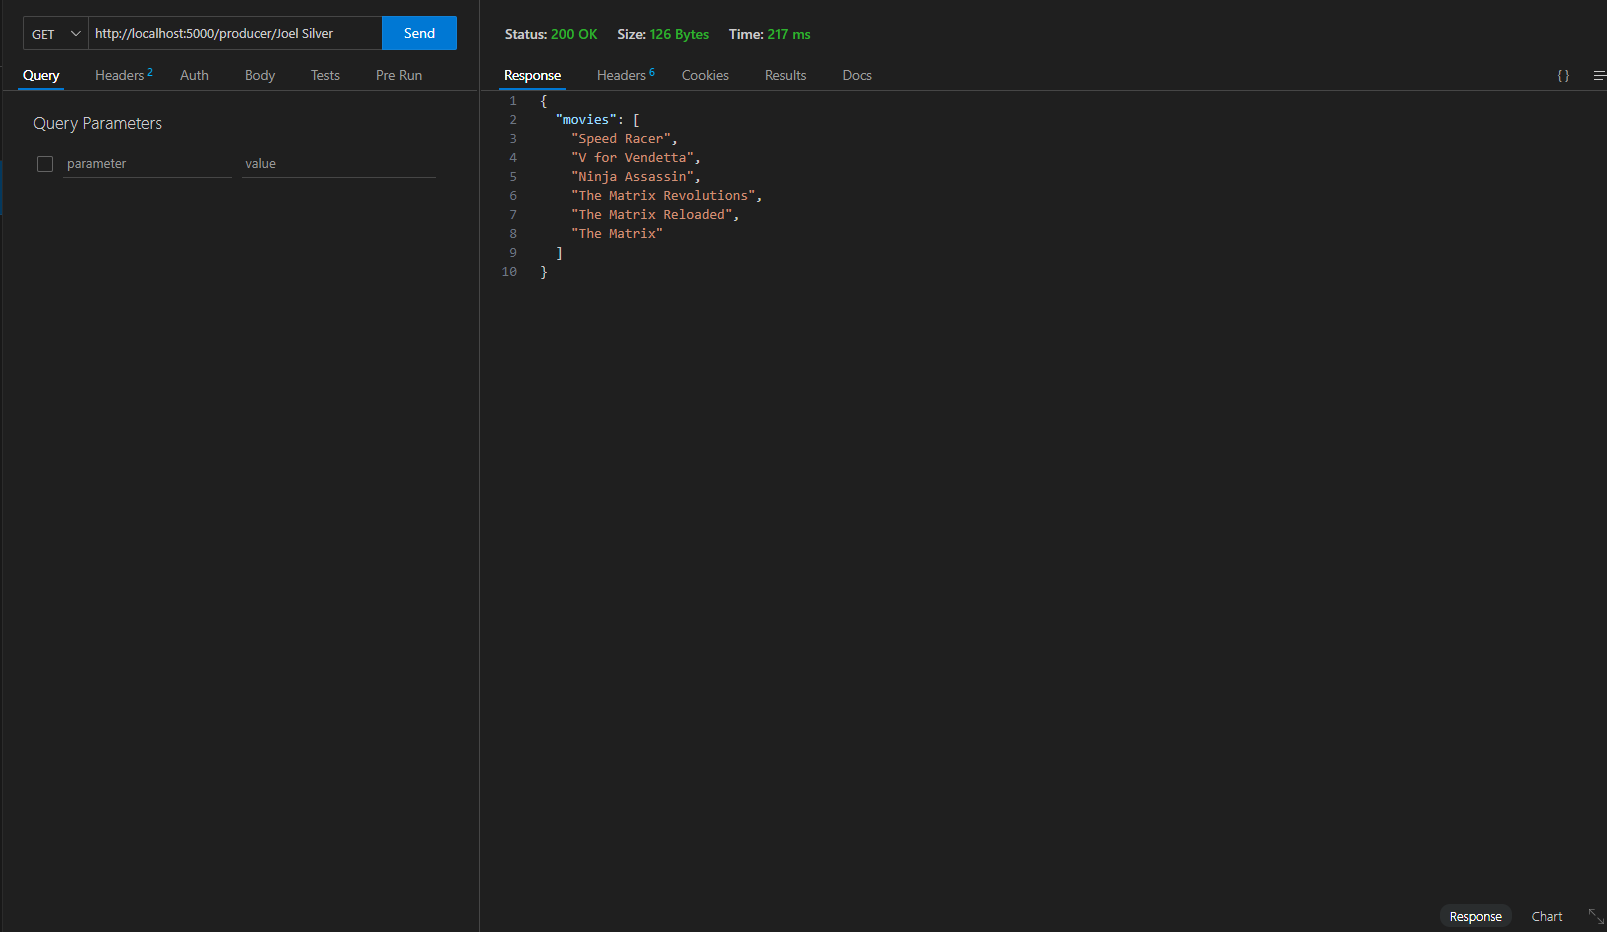 GET http://localhost:5000/producer/Joel Silver Send
Query Headers 2 Auth Body Tests Pre Run
Query Parameters
parameter value
Status: 200 OK Size: 126 Bytes Time: 217 ms
Response Headers 6 Cookies Results Docs {}
1 {
2 "movies": [
3 "Speed Racer",
4 "V for Vendetta",
5 "Ninja Assassin",
6 "The Matrix Revolutions",
7 "The Matrix Reloaded",
8 "The Matrix"
9 ]
10 }
Response Chart